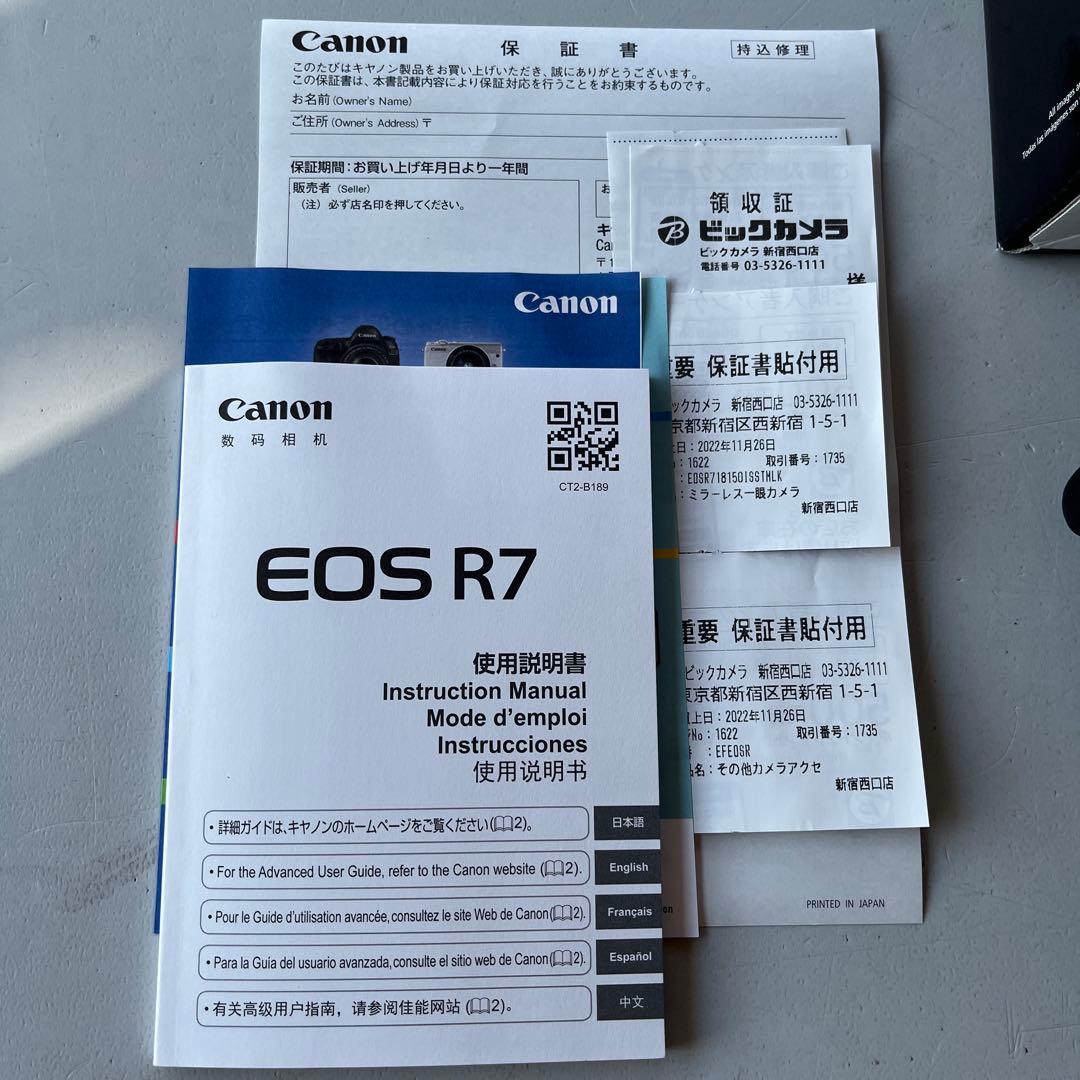 Canon 保証書 持込修理
このたびはキヤノン製品をお買い上げいただき、誠にありがとうございます。
この保証書は、本書記載内容により保証対応を行うことをお約束するものです。
お名前 (Owner's Name)
ご住所 (Owner's Address) 〒
保証期間:お買い上げ年月日より一年間
販売者 (Seller)
(注) 必ず店名印を押してください。
領収証
ビックカメラ
ビックカメラ 新宿西口店
電話番号 03-5326-1111
様
重要 保証書貼付用
ックカメラ 新宿西口店 03-5326-1111
京都新宿区西新宿 1-5-1
上日:2022年11月26日
:1622 取引番号:1735
:EOSR718150ISSTMLK
:ミラーレス一眼カメラ
新宿西口店
重要 保証書貼付用
ビックカメラ 新宿西口店 03-5326-1111
東京都新宿区西新宿 1-5-1
上日:2022年11月26日
No:1622 取引番号:1735
:EFEOSR
名:その他カメラアクセ
新宿西口店
PRINTED IN JAPAN
Canon
Canon
Canon
Canon
数码相机
CT2-B189
EOS R7
使用説明書
Instruction Manual
Mode d'emploi
Instrucciones
使用说明书
・詳細ガイドは、キヤノンのホームページをご覧ください(2)。 日本語
• For the Advanced User Guide, refer to the Canon website (2). English
• Pour le Guide d'utilisation avancée, consultez le site Web de Canon(2). Français
• Para la Guía del usuario avanzada, consulte el sitio web de Canon(2). Español
• 有关高级用户指南，请参阅佳能网站 (2)。 中文